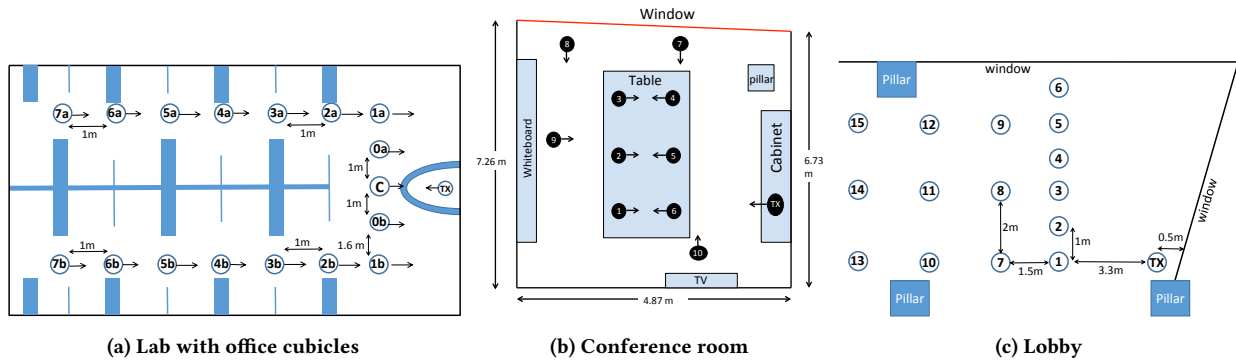 7a 6a 5a 4a 3a 2a 1a
1m 1m
0a
1m
C TX
1m
0b
1m 1m 1.6 m
7b 6b 5b 4b 3b 2b 1b
(a) Lab with office cubicles
Window
8 7
Table pillar
3 4
Whiteboard
9
7.26 m
2 5
Cabinet
6.73 m
1 6 TX
10
TV
4.87 m
(b) Conference room
window
Pillar
6
15 12 9 5
4
14 11 8 3
window
2
2m 1m 0.5m
13 10 7 1 TX
1.5m 3.3m
Pillar Pillar
(c) Lobby